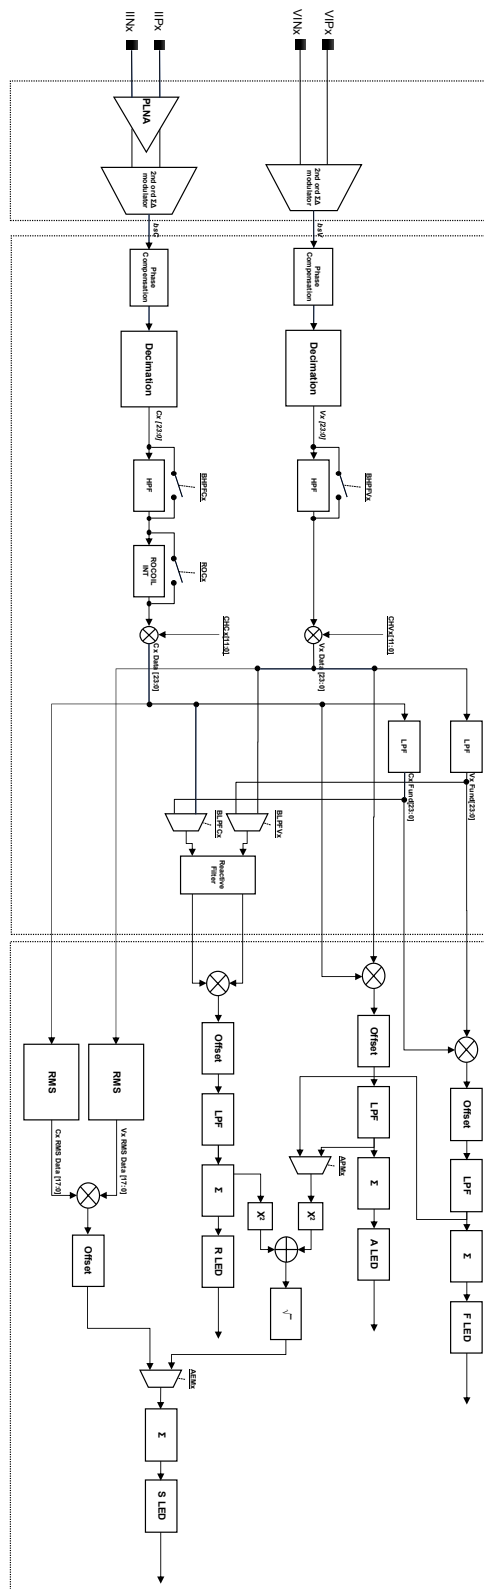 IINx
IIPx
VINx
VIPx
PLNA
2nd ord ΣΔ
modulator
2nd ord ΣΔ
modulator
bsC
bsV
Phase
Compensation
Phase
Compensation
Decimation
Decimation
Cx [23:0]
Vx [23:0]
HPF
BHPFCx
HPF
BHPFVx
ROCOIL
INT
ROCx
CHCx[11:0]
CHVx[11:0]
Cx Data [23:0]
Vx Data [23:0]
LPF
LPF
Cx Fund[23:0]
Vx Fund[23:0]
BLPFCx
BLPFVx
Reactive
Filter
RMS
RMS
Cx RMS Data [17:0]
Vx RMS Data [17:0]
Offset
Offset
LPF
Σ
R LED
X²
Offset
LPF
APMx
X²
Σ
A LED
Offset
LPF
Σ
F LED
√
AEMx
Σ
S LED